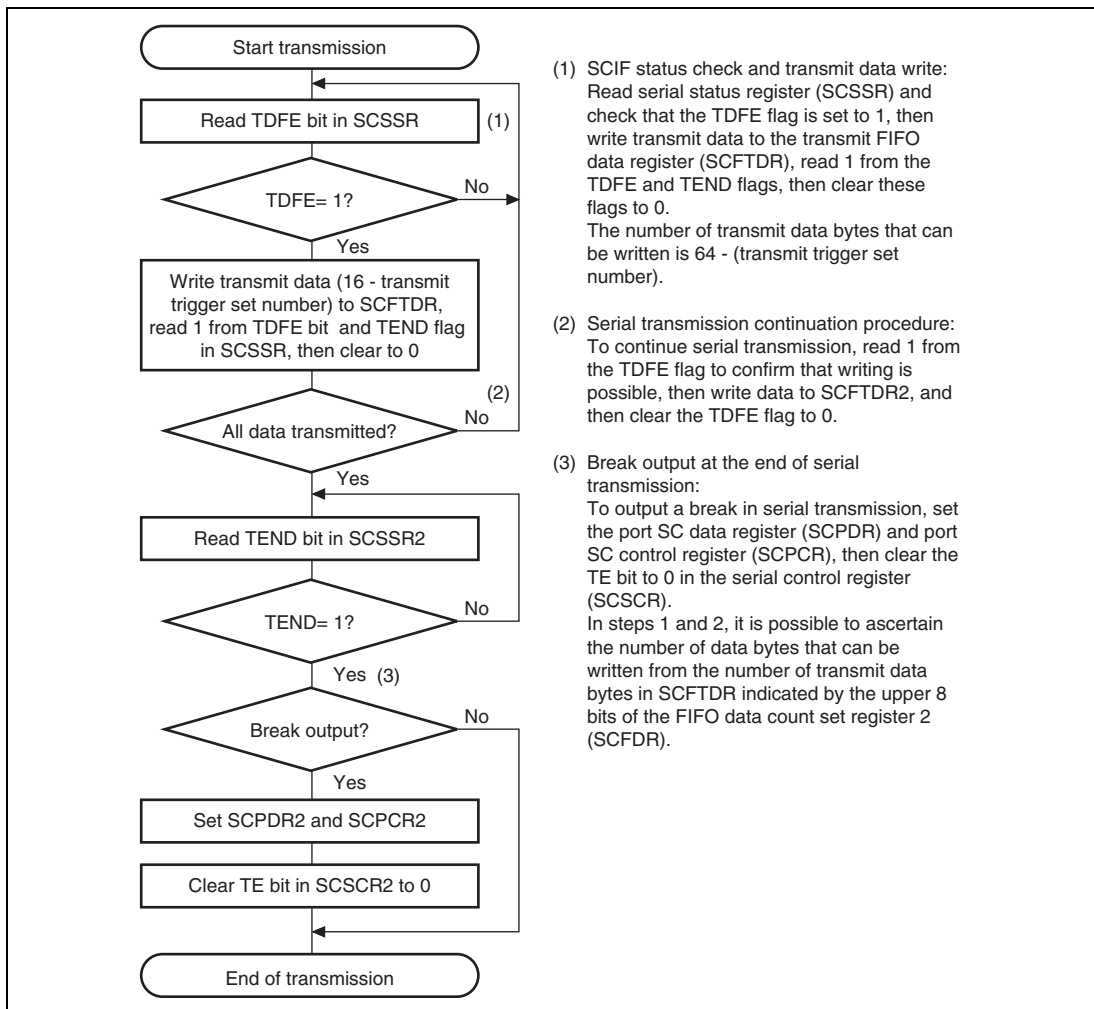 Start transmission
Read TDFE bit in SCSSR
(1)
TDFE= 1?
No
Yes
Write transmit data (16 - transmit
trigger set number) to SCFTDR,
read 1 from TDFE bit  and TEND flag
in SCSSR, then clear to 0
(2)
All data transmitted?
No
Yes
Read TEND bit in SCSSR2
TEND= 1?
No
Yes (3)
Break output?
No
Yes
Set SCPDR2 and SCPCR2
Clear TE bit in SCSCR2 to 0
End of transmission
(1) SCIF status check and transmit data write:
Read serial status register (SCSSR) and
check that the TDFE flag is set to 1, then
write transmit data to the transmit FIFO
data register (SCFTDR), read 1 from the
TDFE and TEND flags, then clear these
flags to 0.
The number of transmit data bytes that can
be written is 64 - (transmit trigger set
number).
(2) Serial transmission continuation procedure:
To continue serial transmission, read 1 from
the TDFE flag to confirm that writing is
possible, then write data to SCFTDR2, and
then clear the TDFE flag to 0.
(3) Break output at the end of serial
transmission:
To output a break in serial transmission, set
the port SC data register (SCPDR) and port
SC control register (SCPCR), then clear the
TE bit to 0 in the serial control register
(SCSCR).
In steps 1 and 2, it is possible to ascertain
the number of data bytes that can be
written from the number of transmit data
bytes in SCFTDR indicated by the upper 8
bits of the FIFO data count set register 2
(SCFDR).